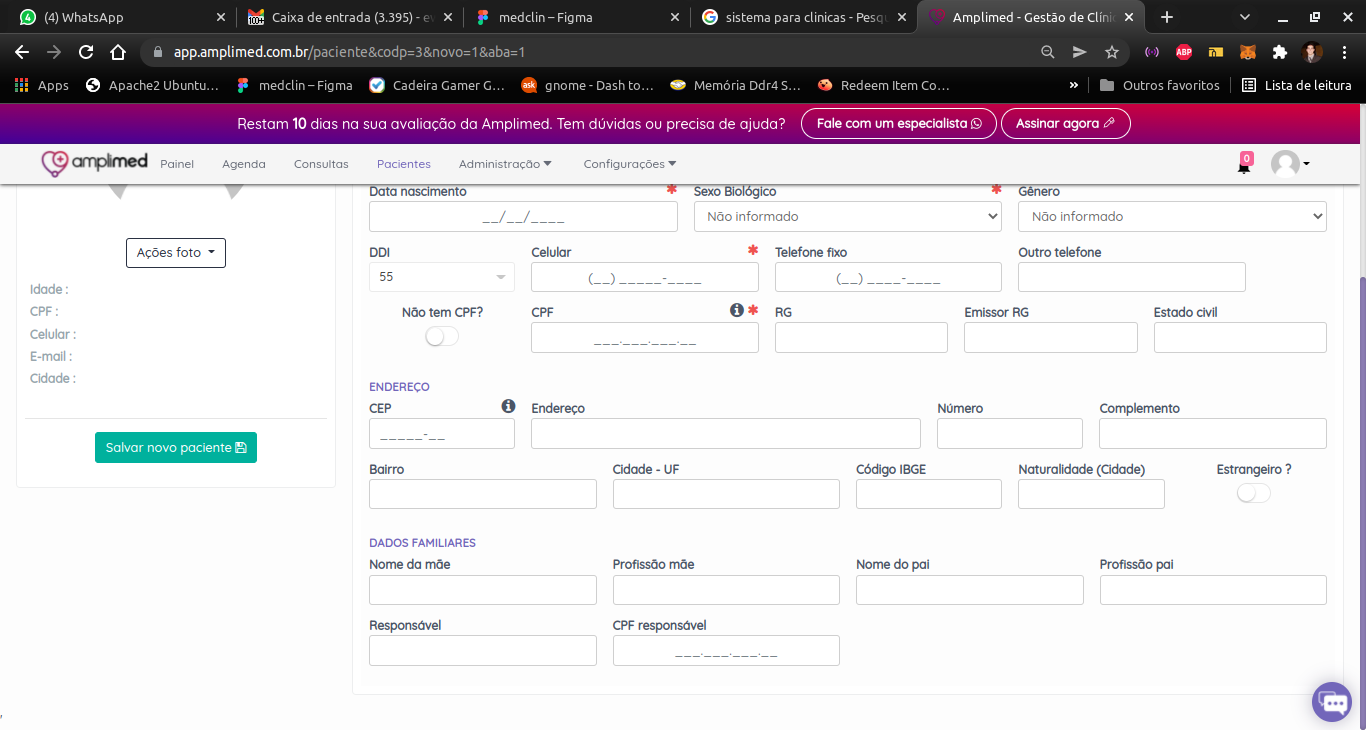 (4) WhatsApp
Caixa de entrada (3.395) - ev
medclin – Figma
sistema para clinicas - Pesqu
Amplimed - Gestão de Clínic
app.amplimed.com.br/paciente&codp=3&novo=1&aba=1
ABP
Apps
Apache2 Ubuntu...
medclin – Figma
Cadeira Gamer G...
ask
gnome - Dash to...
Memória Ddr4 S...
Redeem Item Co...
»
Outros favoritos
Lista de leitura
Restam 10 dias na sua avaliação da Amplimed. Tem dúvidas ou precisa de ajuda?
Fale com um especialista
Assinar agora
amplimed
Painel
Agenda
Consultas
Pacientes
Administração
Configurações
0
Ações foto
Idade :
CPF :
Celular :
E-mail :
Cidade :
Salvar novo paciente
Data nascimento *
Sexo Biológico *
Gênero
__/__/____
Não informado
Não informado
DDI
Celular *
Telefone fixo
Outro telefone
55
(__) _____-____
(__) ____-____
Não tem CPF?
CPF *
RG
Emissor RG
Estado civil
___.___.___.__
ENDEREÇO
CEP
Endereço
Número
Complemento
_____-__
Bairro
Cidade - UF
Código IBGE
Naturalidade (Cidade)
Estrangeiro ?
DADOS FAMILIARES
Nome da mãe
Profissão mãe
Nome do pai
Profissão pai
Responsável
CPF responsável
___.___.___.__